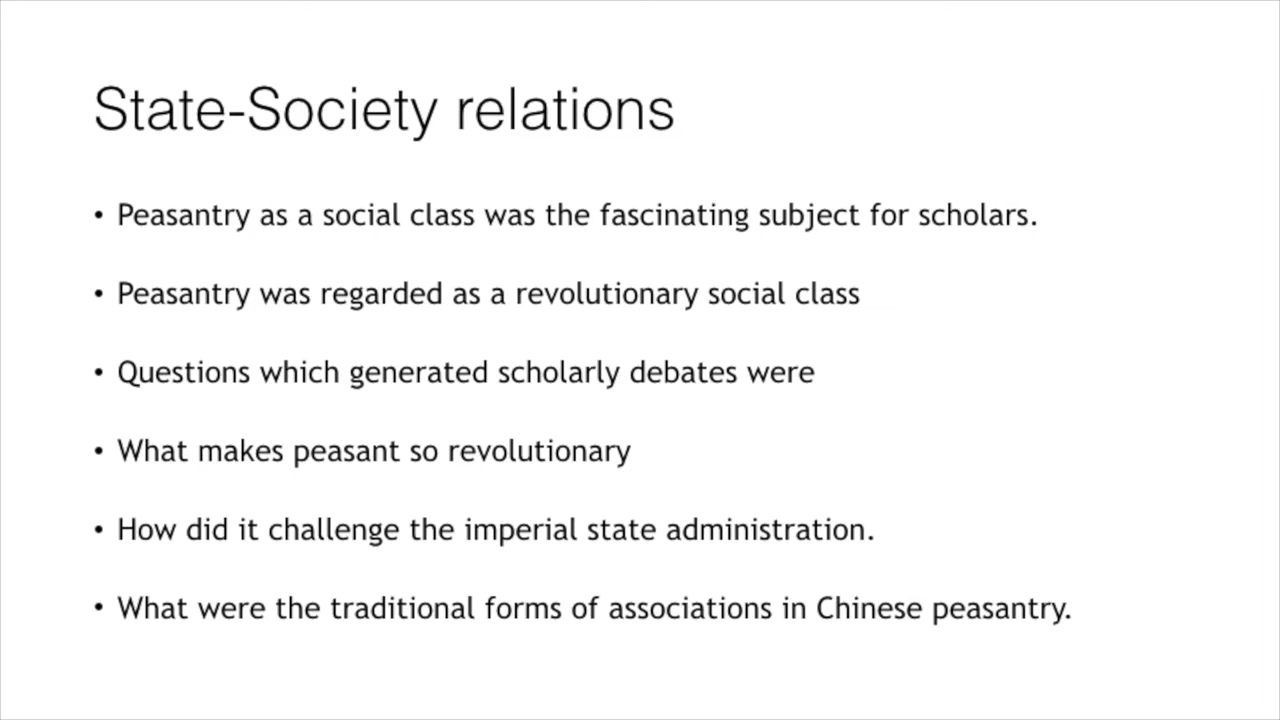 State-Society relations
• Peasantry as a social class was the fascinating subject for scholars.
• Peasantry was regarded as a revolutionary social class
• Questions which generated scholarly debates were
• What makes peasant so revolutionary
• How did it challenge the imperial state administration.
• What were the traditional forms of associations in Chinese peasantry.